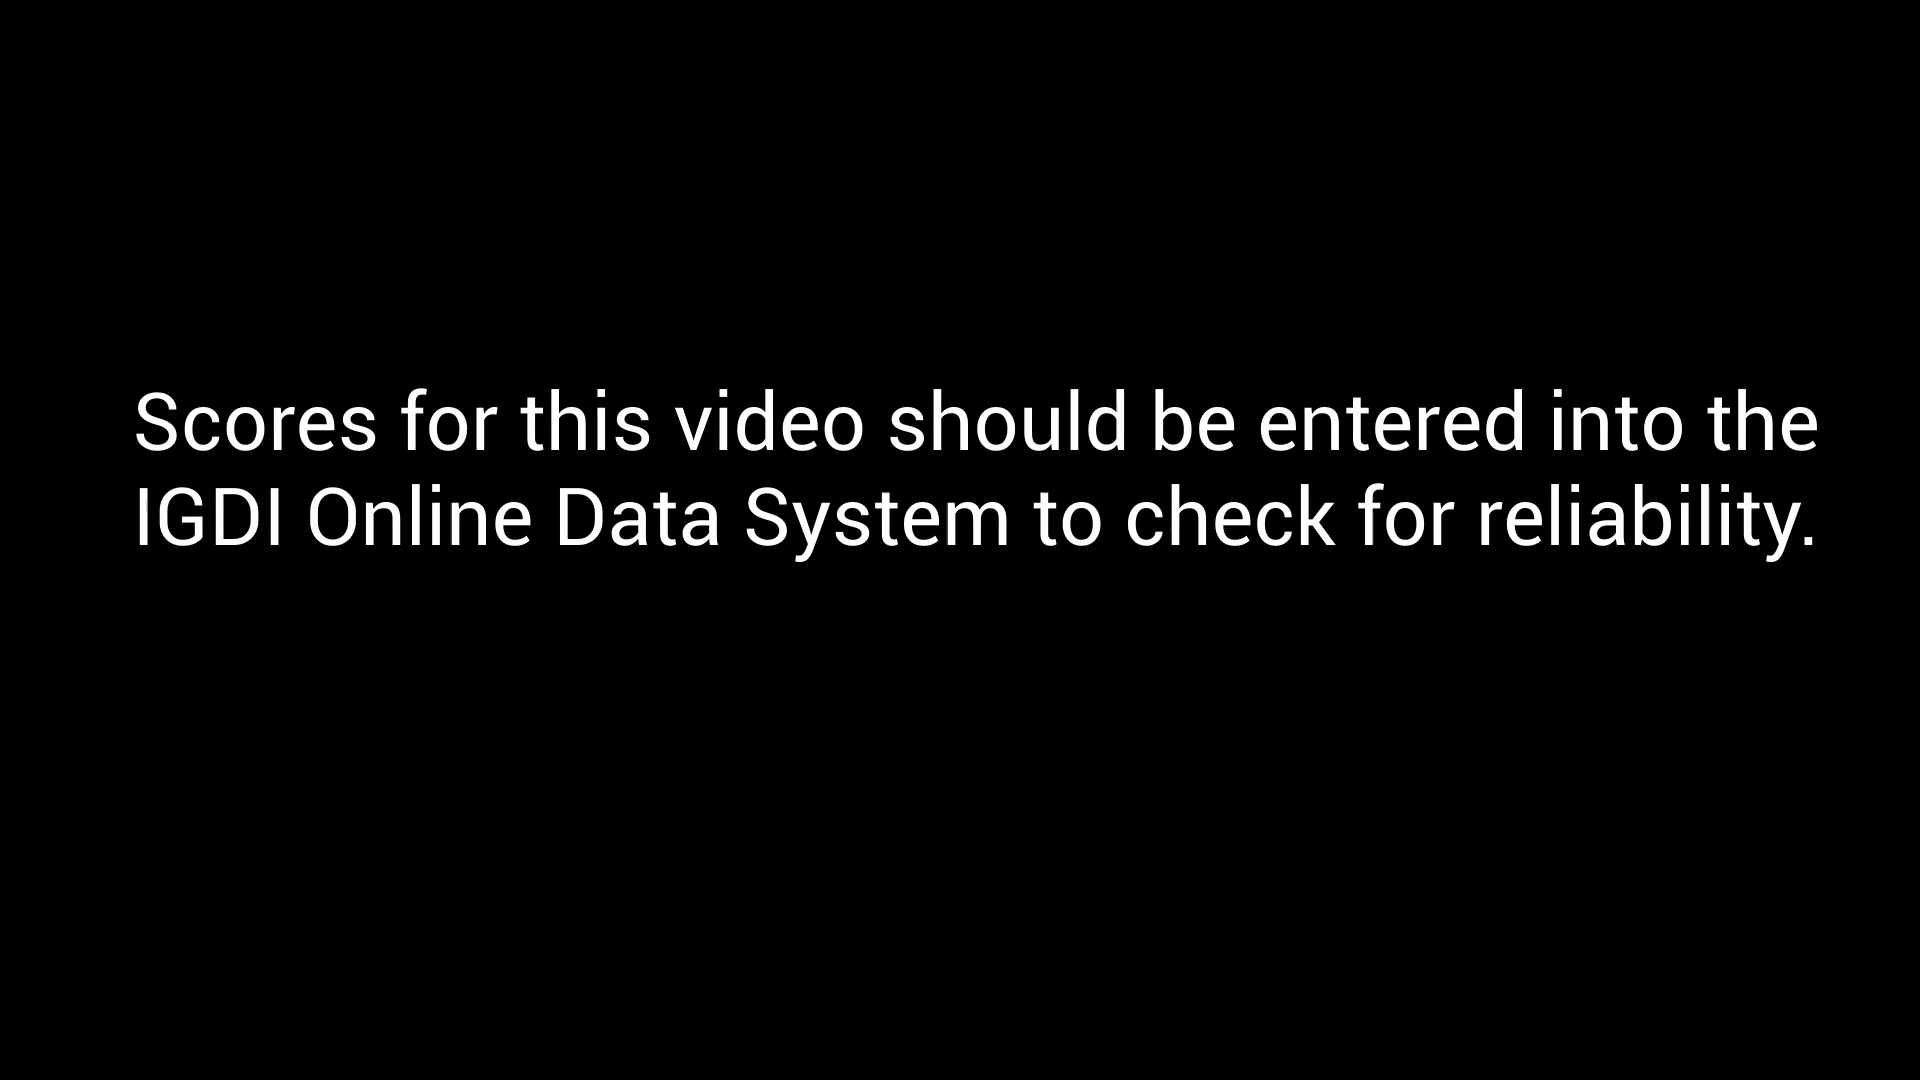 Scores for this video should be entered into the
IGDI Online Data System to check for reliability.